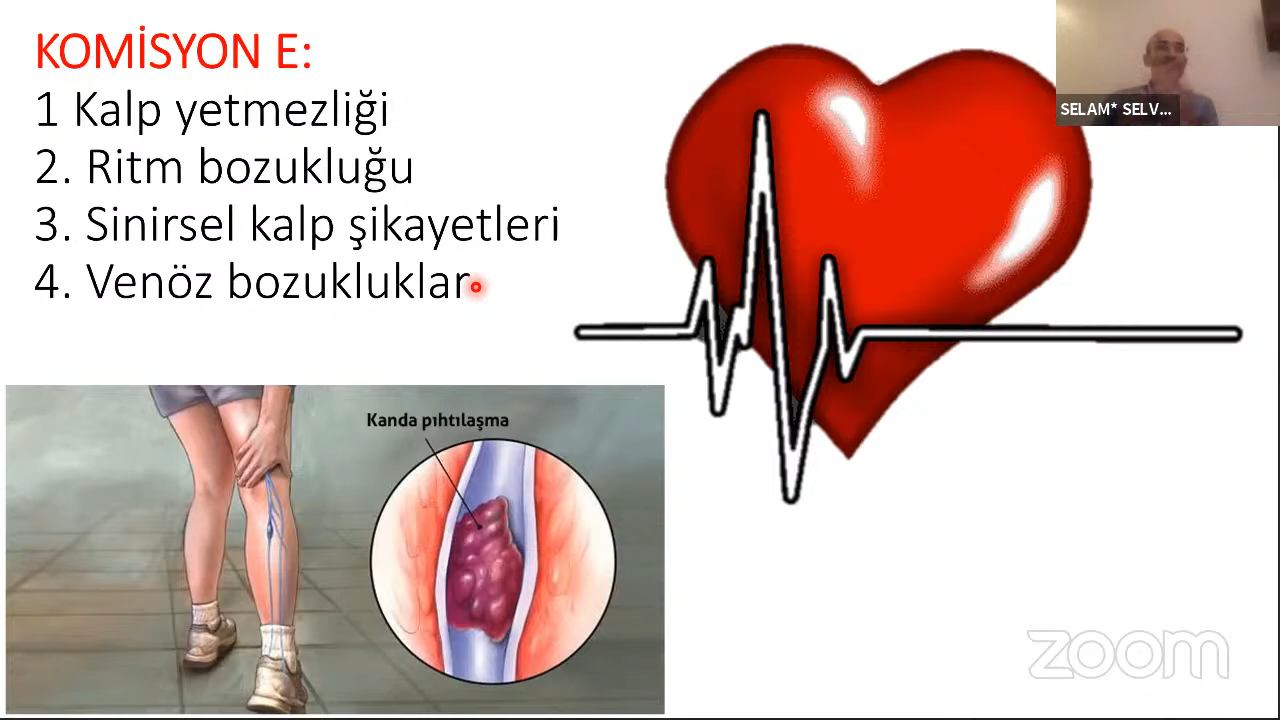 KOMİSYON E:
1 Kalp yetmezliği
2. Ritm bozukluğu
3. Sinirsel kalp şikayetleri
4. Venöz bozukluklar
SELAM* SELV...
Kanda pıhtılaşma
zoom